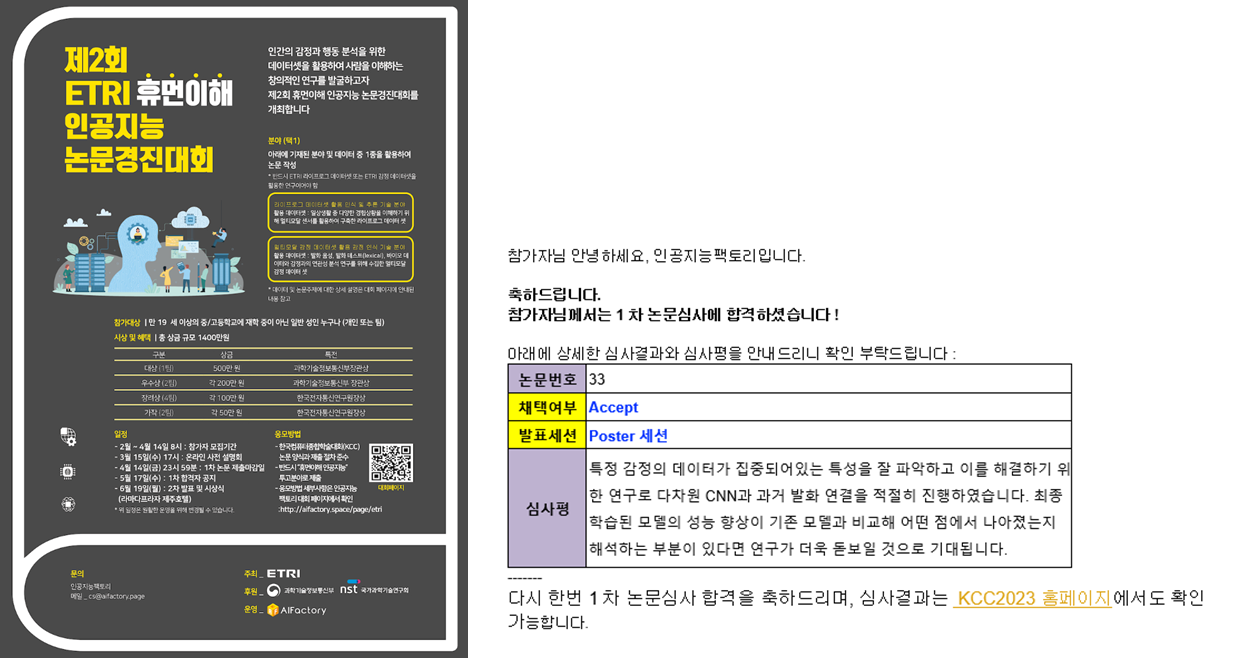 제2회
ETRI 휴먼이해
인공지능
논문경진대회
인간의 감정과 행동 분석을 위한
데이터셋을 활용하여 사람을 이해하는
창의적인 연구를 발굴하고자
제2회 휴먼이해 인공지능 논문경진대회를
개최합니다
분야 (택1)
아래에 기재된 분야 및 데이터 중 1종을 활용하여
논문 작성
* 반드시 ETRI 라이프로그 데이터셋 또는 ETRI 감정 데이터셋을
활용한 연구이어야 함
라이프로그 데이터셋 활용 인식 및 추론 기술 분야
활용 데이터셋 : 일상생활 중 다양한 경험상황을 이해하기 위
해 멀티모달 센서를 활용하여 구축한 라이프로그 데이터 셋
멀티모달 감정 데이터셋 활용 감정 인식 기술 분야
활용 데이터셋 : 발화 음성, 발화 텍스트(lexical), 바이오 데
이터와 감정과의 연관성 분석 연구를 위해 수집한 멀티모달
감정 데이터 셋
* 데이터 및 논문주제에 대한 상세 설명은 대회 페이지에 안내된
내용 참고
참가대상 | 만 19 세 이상의 중/고등학교에 재학 중이 아닌 일반 성인 누구나 (개인 또는 팀)
시상 및 혜택 | 총 상금 규모 1400만원
구분 상금 특전
대상 (1팀) 500만 원 과학기술정보통신부장관상
우수상 (2팀) 각 200만 원 과학기술정보통신부 장관상
장려상 (4팀) 각 100만 원 한국전자통신연구원장상
가작 (2팀) 각 50만 원 한국전자통신연구원장상
일정
- 2월 ~ 4월 14일 8시 : 참가자 모집기간
- 3월 15일(수) 17시 : 온라인 사전 설명회
- 4월 14일(금) 23시 59분 : 1차 논문 제출마감일
- 5월 17일(수) : 1차 합격자 공지
- 6월 19일(월) : 2차 발표 및 시상식
(라마다프라자 제주호텔)
* 위 일정은 원활한 운영을 위해 변경될 수 있습니다.
응모방법
- 한국컴퓨터종합학술대회(KCC)
논문 양식과 제출 절차 준수
- 반드시 "휴먼이해 인공지능"
투고분야로 제출
- 응모방법 세부사항은 인공지능
팩토리 대회 페이지에서 확인
:http://aifactory.space/page/etri
대회페이지
문의
인공지능팩토리
메일 _ cs@aifactory.page
주최 _ ETRI
후원 _ 과학기술정보통신부 nst 국가과학기술연구회
운영 _ AIFactory
참가자님 안녕하세요, 인공지능팩토리입니다.
축하드립니다.
참가자님께서는 1 차 논문심사에 합격하셨습니다 !
아래에 상세한 심사결과와 심사평을 안내드리니 확인 부탁드립니다 :
논문번호 33
채택여부 Accept
발표세션 Poster 세션
심사평
특정 감정의 데이터가 집중되어있는 특성을 잘 파악하고 이를 해결하기 위
한 연구로 다차원 CNN과 과거 발화 연결을 적절히 진행하였습니다. 최종
학습된 모델의 성능 향상이 기존 모델과 비교해 어떤 점에서 나아졌는지
해석하는 부분이 있다면 연구가 더욱 돋보일 것으로 기대됩니다.
-------
다시 한번 1 차 논문심사 합격을 축하드리며, 심사결과는 KCC2023 홈페이지에서도 확인
가능합니다.